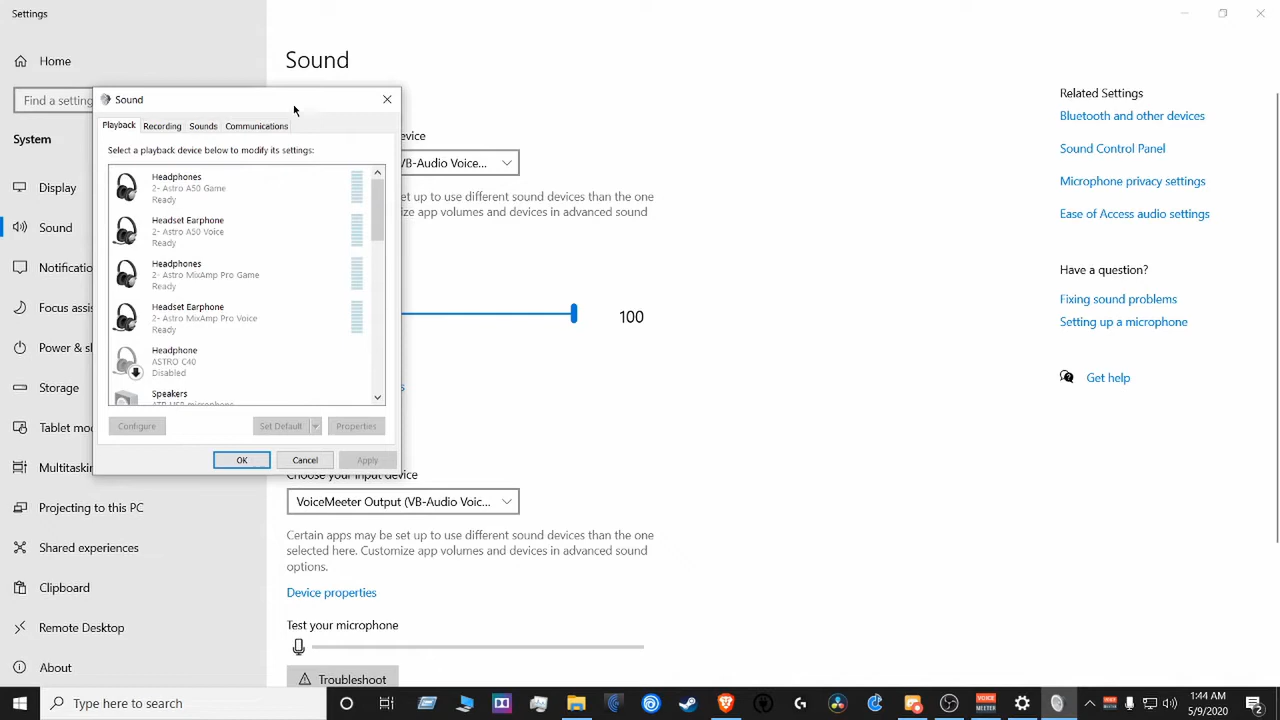 Settings
Home
Find a setting
System
Display
Sound
Notificati
Focus as
Power & sl
Storage
Tablet mod
Multitaskin
Projecting to this PC
Shared experiences
Clipboard
Remote Desktop
About
Sound
evice
VB-Audio Voice...
set up to use different sound devices than the one
ize app volumes and devices in advanced sound
100
s
Choose your input device
VoiceMeeter Output (VB-Audio Voic...
Certain apps may be set up to use different sound devices than the one
selected here. Customize app volumes and devices in advanced sound
options.
Device properties
Test your microphone
Troubleshoot
Related Settings
Bluetooth and other devices
Sound Control Panel
Microphone privacy settings
Ease of Access audio settings
Have a question?
Fixing sound problems
Setting up a microphone
Get help
Sound
Playback Recording Sounds Communications
Select a playback device below to modify its settings:
Headphones
2- Astro A50 Game
Ready
Headset Earphone
2- Astro A50 Voice
Ready
Headphones
2- Astro MixAmp Pro Game
Ready
Headset Earphone
2- Astro MixAmp Pro Voice
Ready
Headphone
ASTRO C40
Disabled
Speakers
ATR USB microphone
Configure Set Default Properties
OK Cancel Apply
Type here to search
VOICE
MEETER
1:44 AM
5/9/2020
2